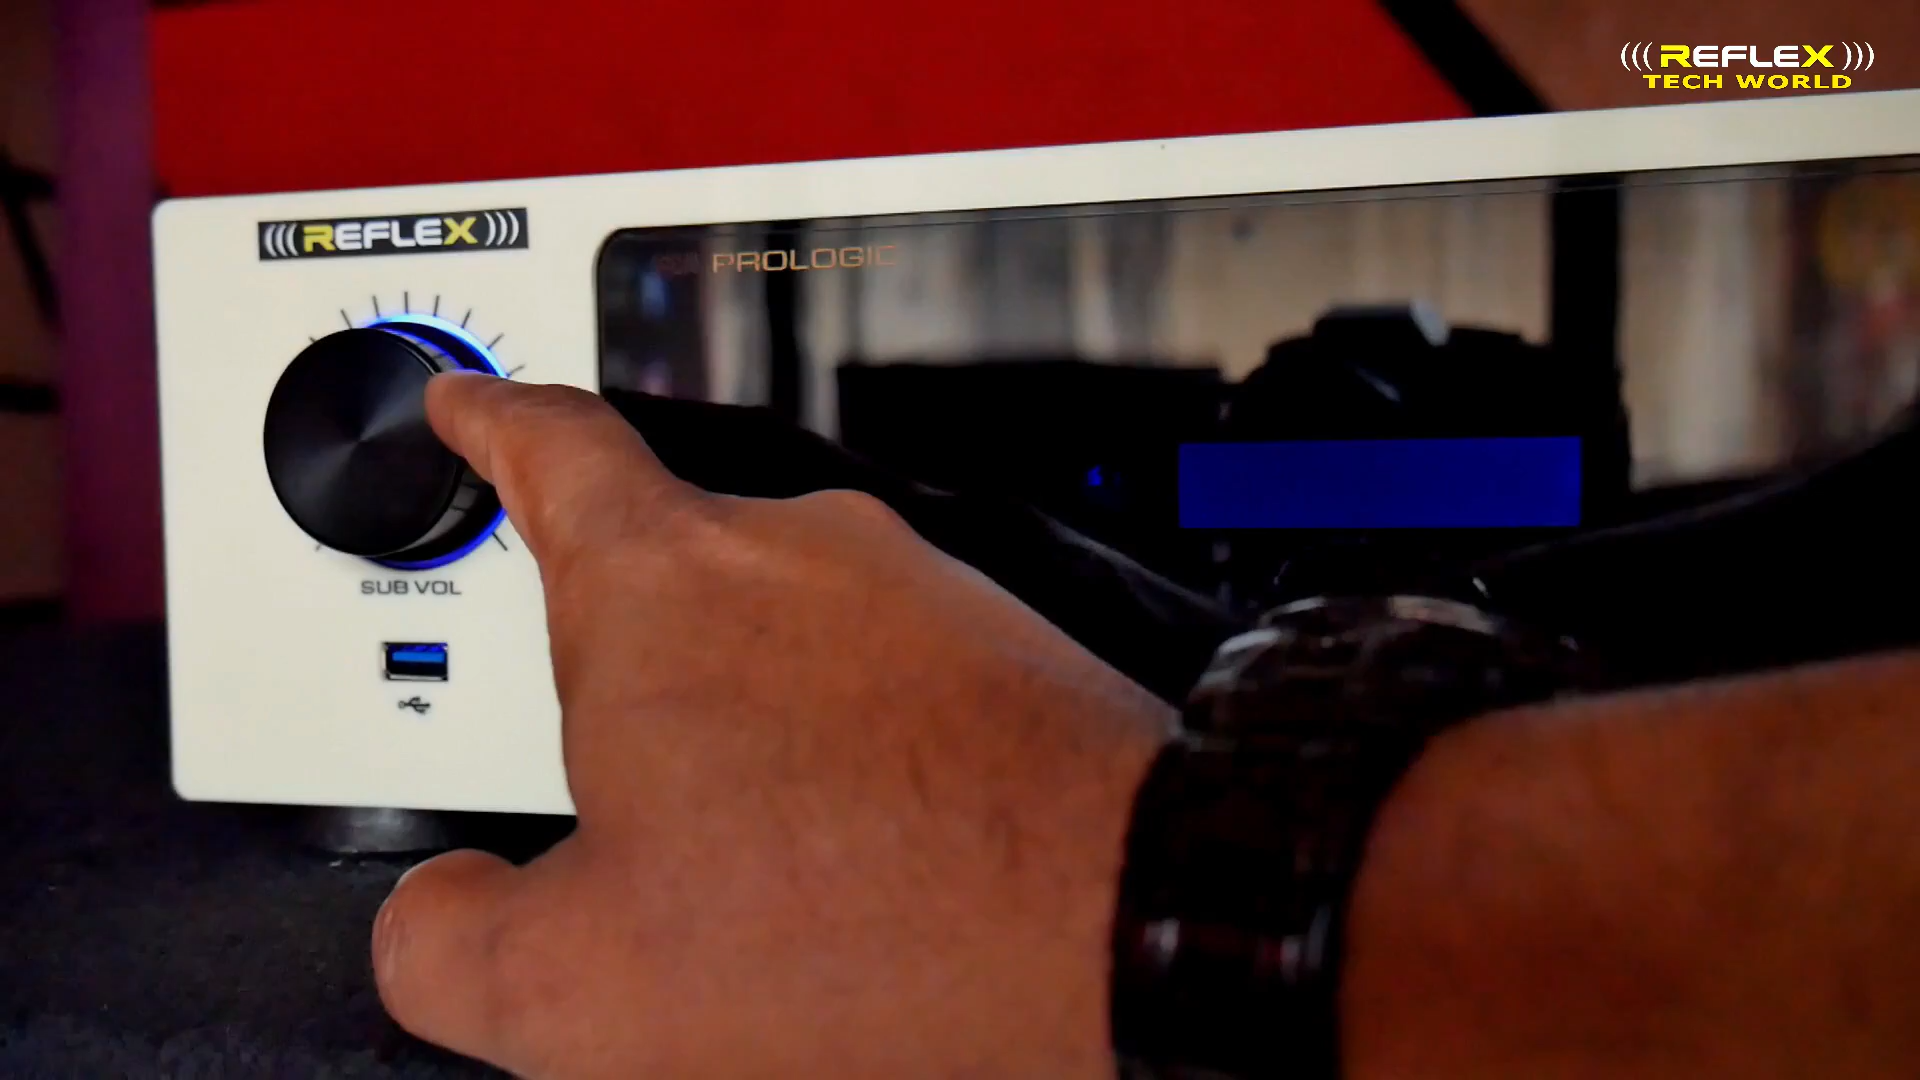 (((REFLEX)))
TECH WORLD
(((REFLEX)))
PROLOGIC
SUB VOL